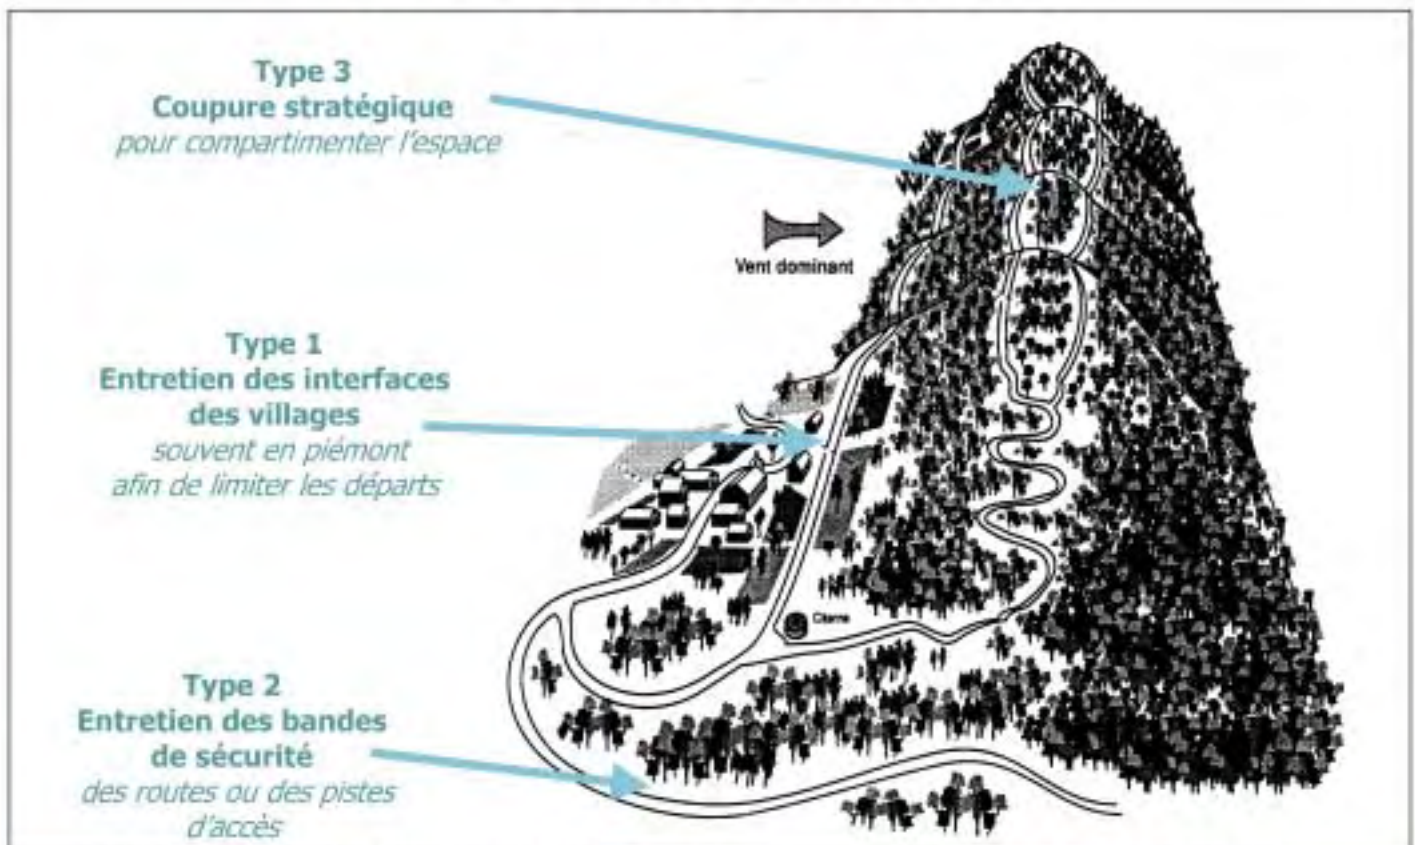 Type 3
Coupure stratégique
pour compartimenter l'espace
Vent dominant
Type 1
Entretien des interfaces
des villages
souvent en piémont
afin de limiter les départs
Citerne
Type 2
Entretien des bandes
de sécurité
des routes ou des pistes
d'accès